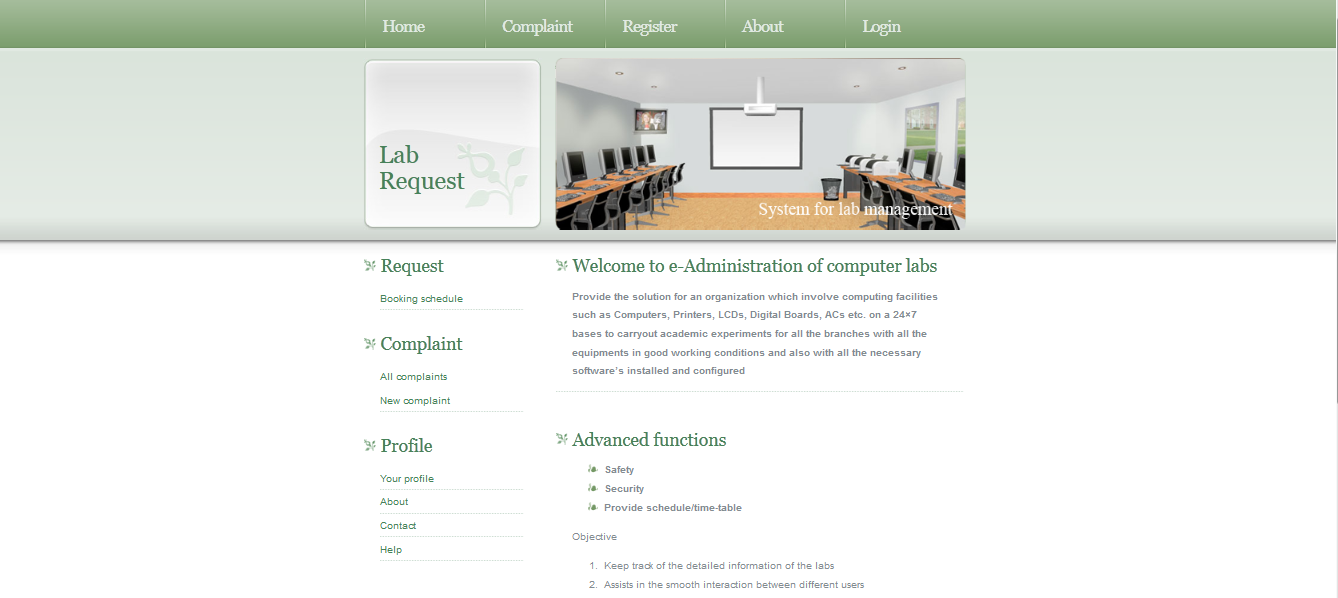 Home
Complaint
Register
About
Login
Lab
Request
System for lab management
Request
Booking schedule
Complaint
All complaints
New complaint
Profile
Your profile
About
Contact
Help
Welcome to e-Administration of computer labs
Provide the solution for an organization which involve computing facilities
such as Computers, Printers, LCDs, Digital Boards, ACs etc. on a 24×7
bases to carryout academic experiments for all the branches with all the
equipments in good working conditions and also with all the necessary
software's installed and configured
Advanced functions
Safety
Security
Provide schedule/time-table
Objective
1. Keep track of the detailed information of the labs
2. Assists in the smooth interaction between different users